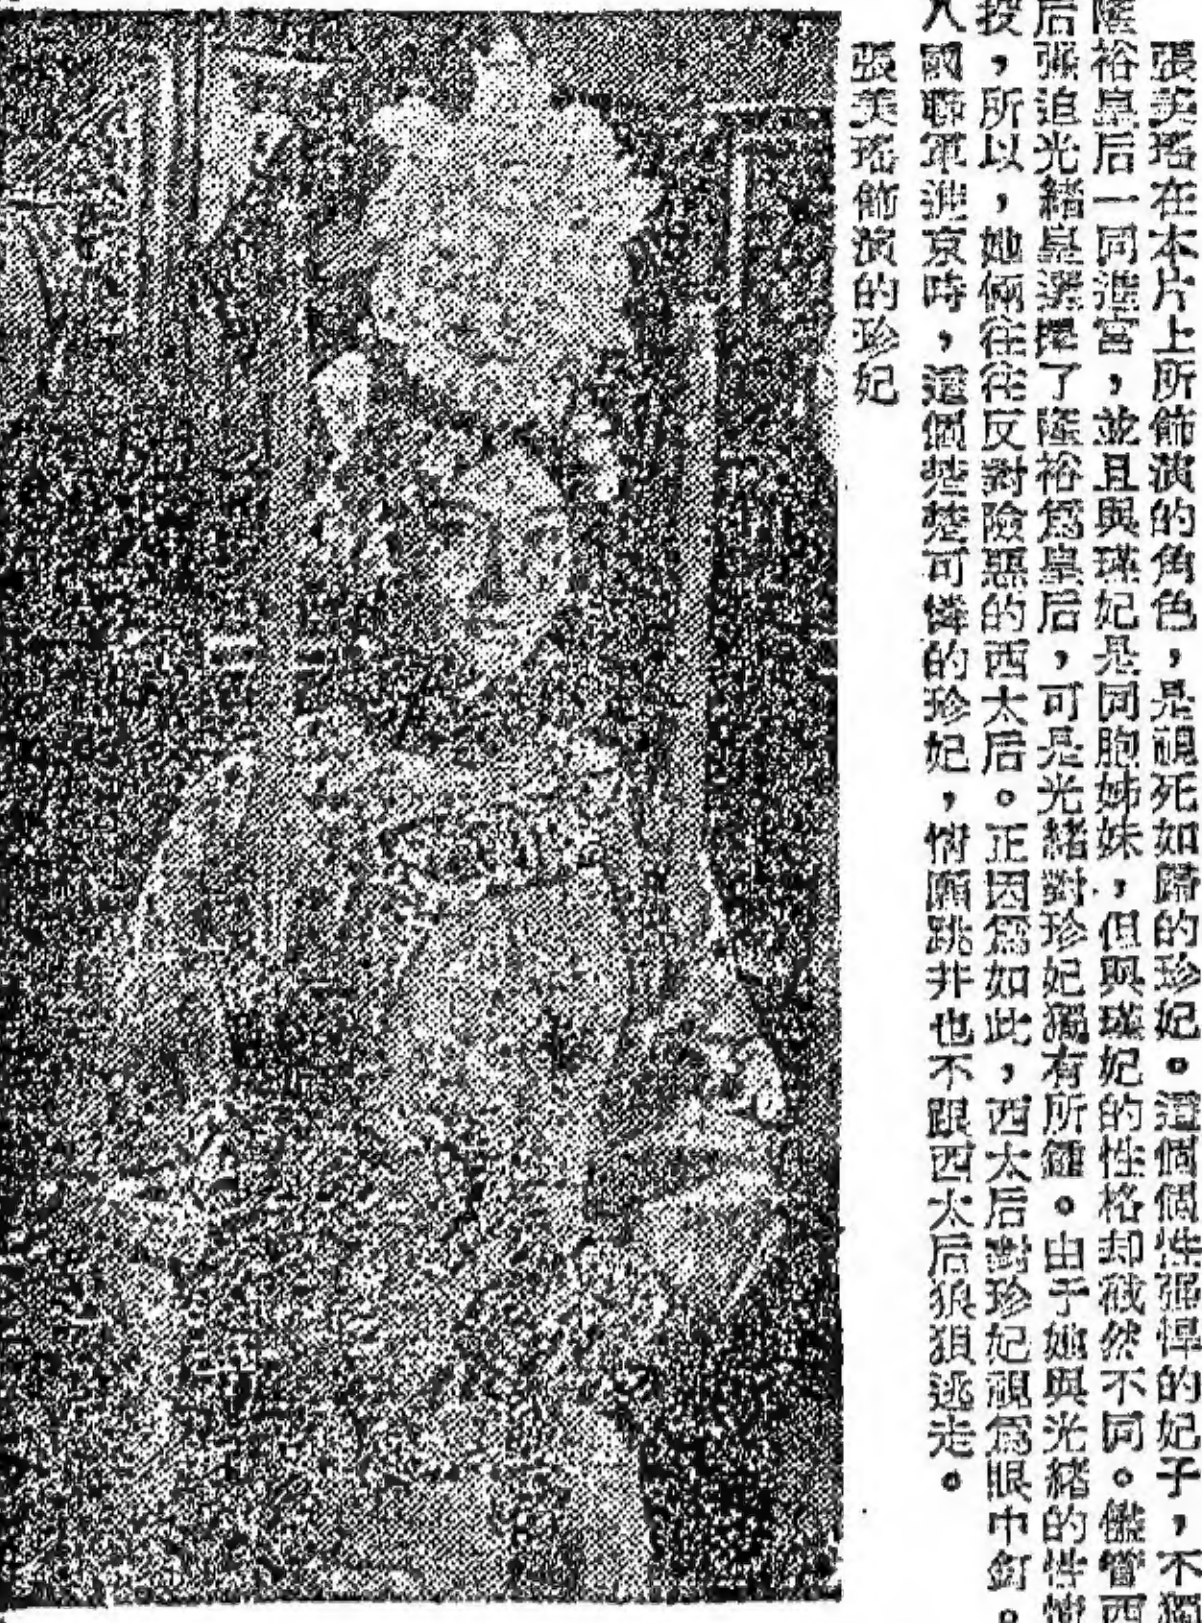 張美瑤在本片上所飾演的角色，是視死如歸的珍妃。這個個性強悍的妃子，不獨
隆裕皇后一同進宮，並且與瑾妃是同胞姊妹，但與瑾妃的性格却截然不同。儘管西
后强迫光緒皇選擇了隆裕爲皇后，可是光緒對珍妃獨有所鍾。由于她與光緒的性情
投，所以，她倆往往反對險惡的西太后。正因爲如此，西太后對珍妃視爲眼中釘。
國聯軍進京時，這個楚楚可憐的珍妃，情願跳井也不跟西太后狼狽逃走。
張美瑤飾演的珍妃